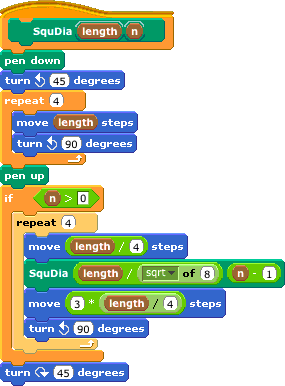 SquDia length n
pen down
turn 45 degrees
repeat 4
move length steps
turn 90 degrees
pen up
if n > 0
repeat 4
move length / 4 steps
SquDia length / sqrt of 8 n - 1
move 3 * length / 4 steps
turn 90 degrees
turn 45 degrees